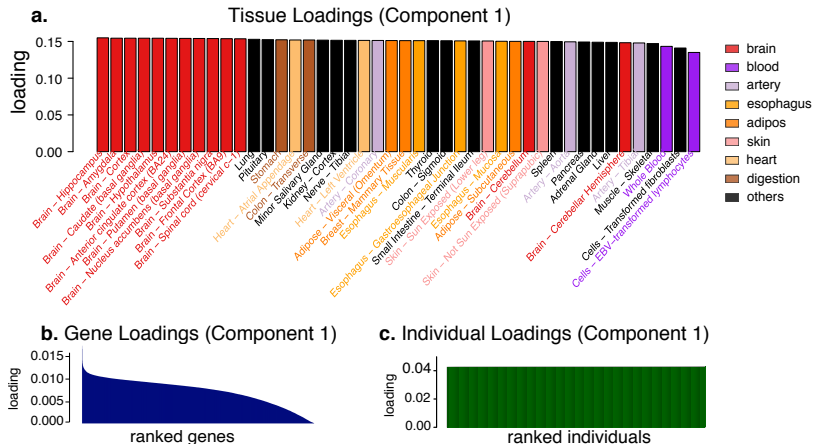 a.
Tissue Loadings (Component 1)
loading
0.15
0.10
0.05
0.00
Brain − Hippocampus
Brain − Amygdala
Brain − Cortex
Brain − Caudate (basal ganglia)
Brain − Hypothalamus
Brain − Anterior cingulate cortex (BA24)
Brain − Putamen (basal ganglia)
Brain − Nucleus accumbens (basal ganglia)
Brain − Substantia nigra
Brain − Frontal Cortex (BA9)
Brain − Spinal cord (cervical c−1)
Lung
Pituitary
Stomach
Heart − Atrial Appendage
Colon − Transverse
Minor Salivary Gland
Kidney − Cortex
Nerve − Tibial
Heart − Left Ventricle
Artery − Coronary
Adipose − Visceral (Omentum)
Breast − Mammary Tissue
Esophagus − Muscularis
Thyroid
Colon − Sigmoid
Esophagus − Gastroesophageal Junction
Small Intestine − Terminal Ileum
Skin − Sun Exposed (Lower leg)
Esophagus − Mucosa
Adipose − Subcutaneous
Brain − Cerebellum
Skin − Not Sun Exposed (Suprapubic)
Spleen
Artery − Aorta
Pancreas
Adrenal Gland
Liver
Brain − Cerebellar Hemisphere
Artery − Tibial
Muscle − Skeletal
Whole Blood
Cells − Transformed fibroblasts
Cells − EBV−transformed lymphocytes
brain
blood
artery
esophagus
adipos
skin
heart
digestion
others
b. Gene Loadings (Component 1)
loading
0.015
0.010
0.005
0.000
ranked genes
c. Individual Loadings (Component 1)
loading
0.04
0.02
0.00
ranked individuals